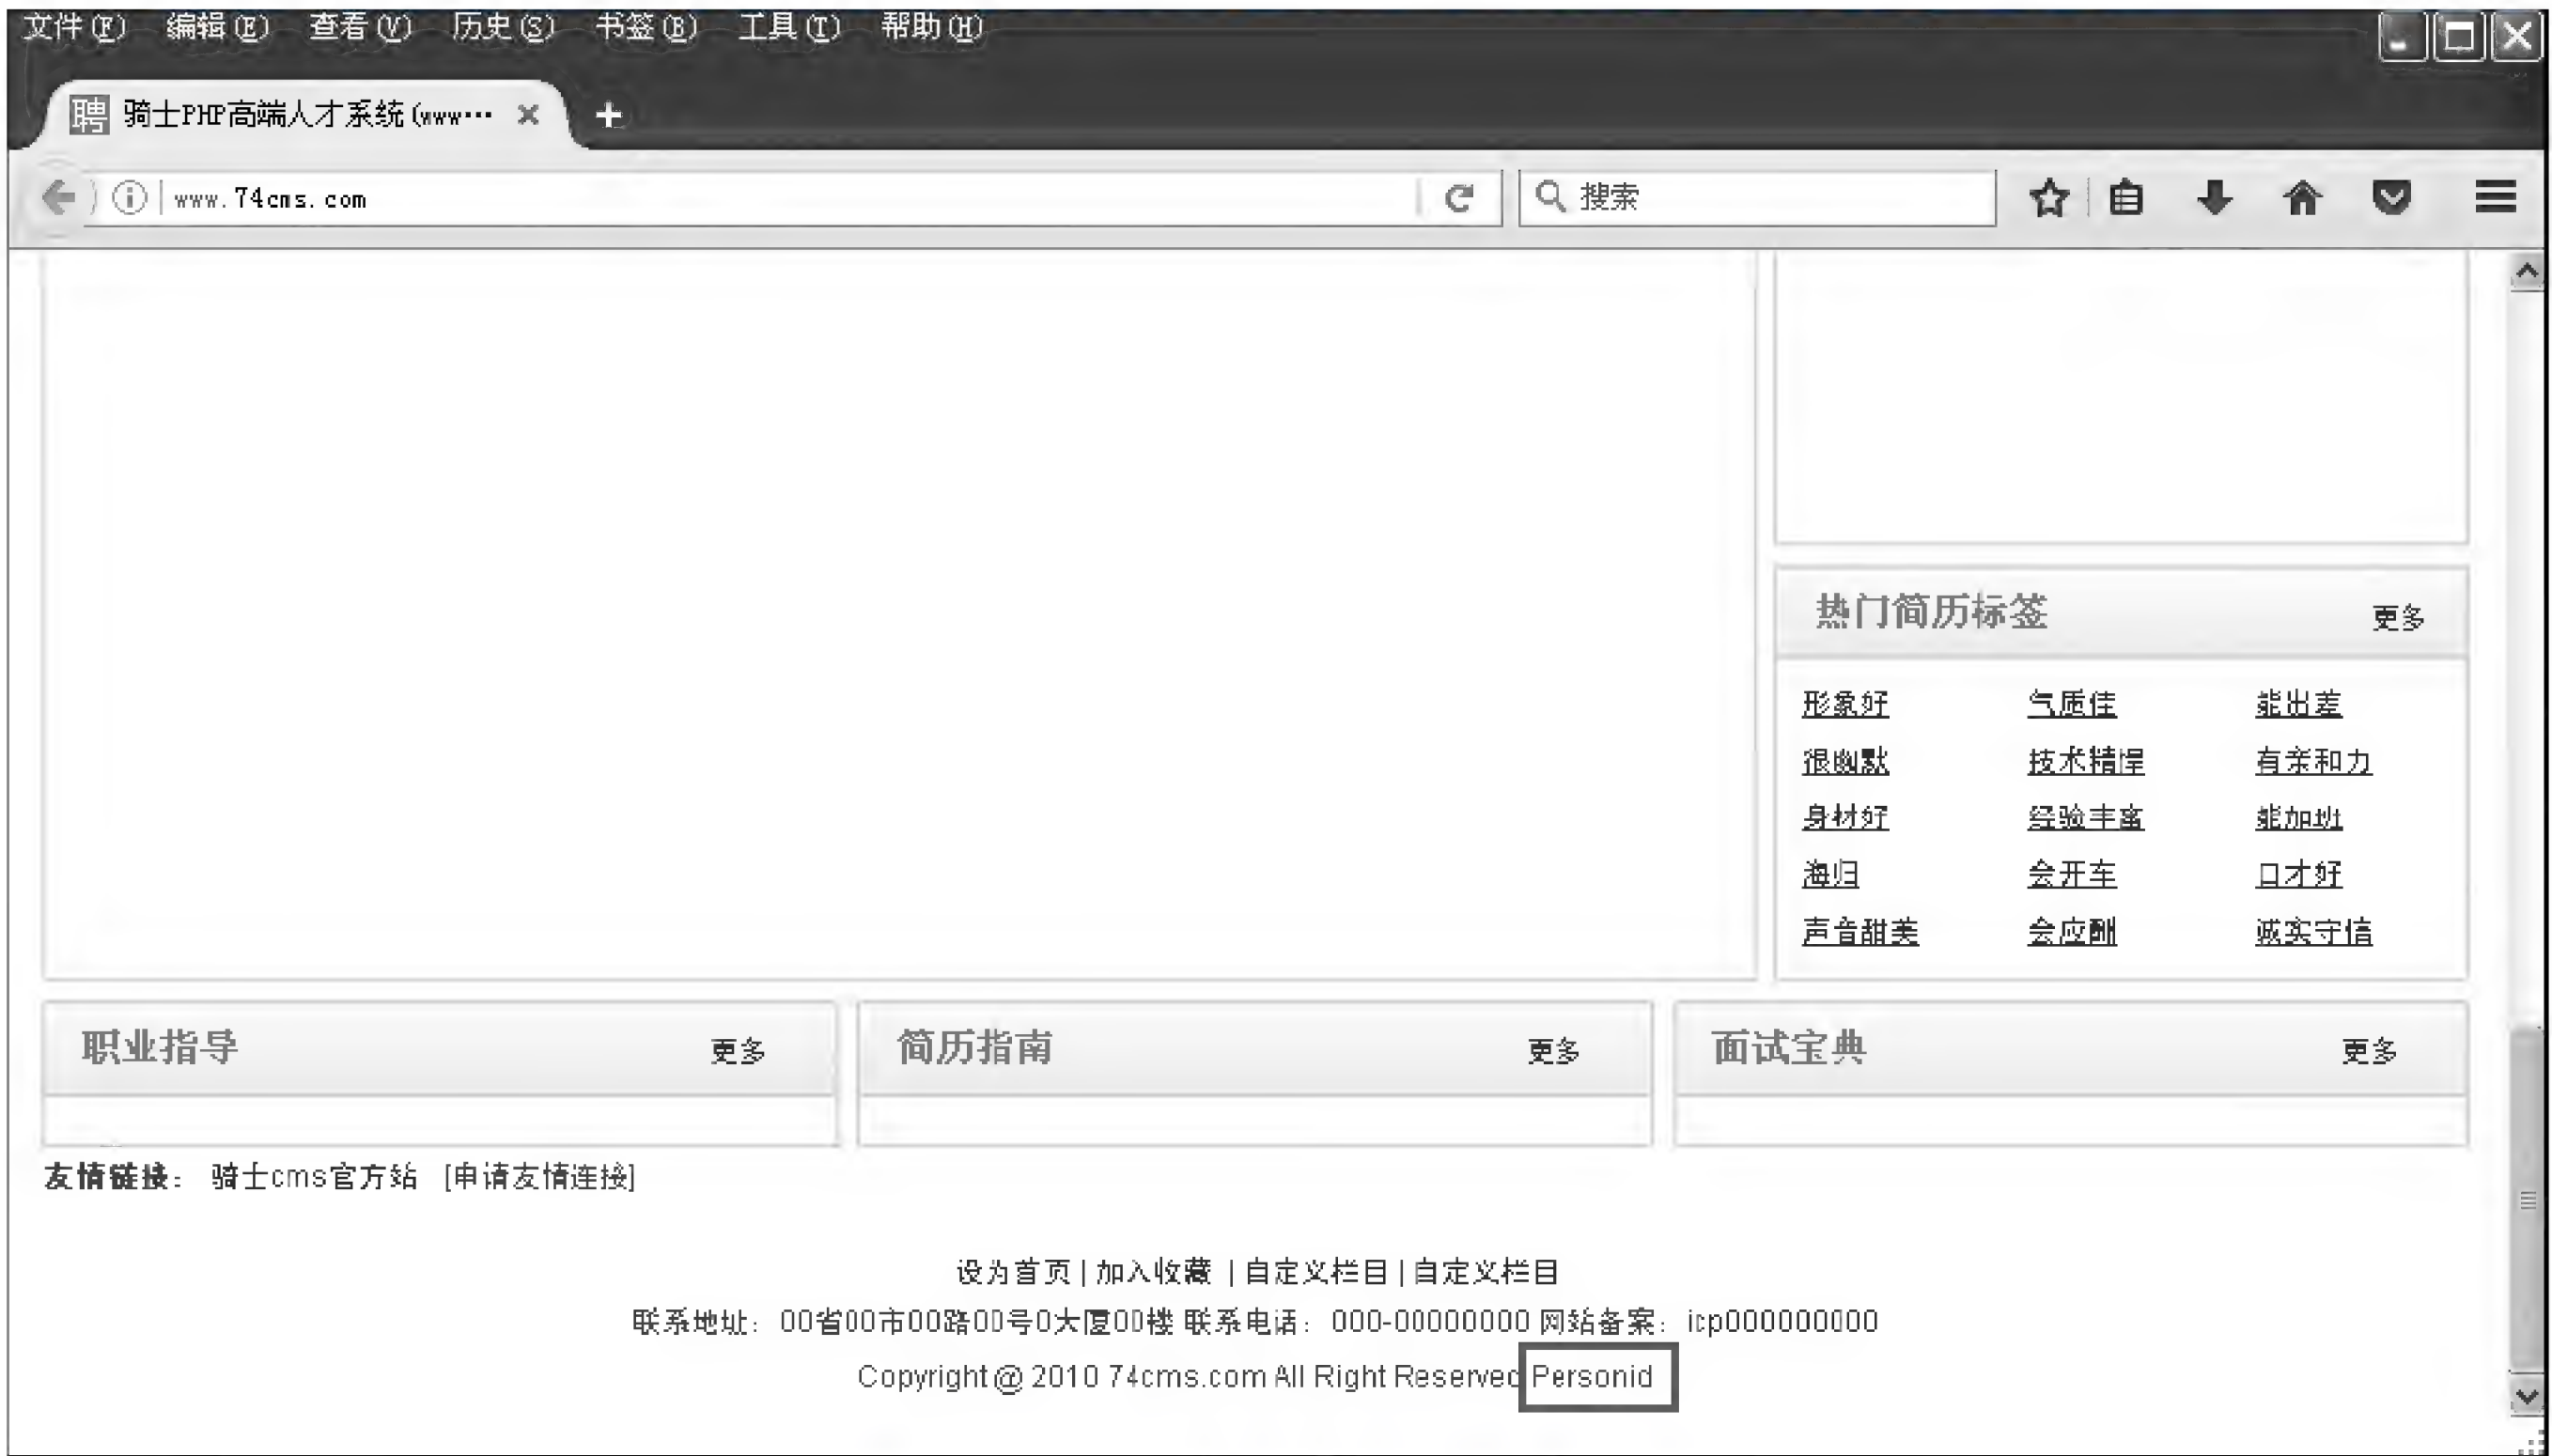 文件(F) 编辑(E) 查看(V) 历史(S) 书签(B) 工具(T) 帮助(H)
聘 骑士PHP高端人才系统(www…
www.74cms.com 搜索
热门简历标签 更多
形象好 气质佳 能出差
很幽默 技术精悍 有亲和力
身材好 经验丰富 能加班
海归 会开车 口才好
声音甜美 会应酬 诚实守信
职业指导 更多 简历指南 更多 面试宝典 更多
友情链接： 骑士cms官方站 [申请友情连接]
设为首页 | 加入收藏 | 自定义栏目 | 自定义栏目
联系地址：00省00市00路00号0大厦00楼 联系电话：000-00000000 网站备案：icp000000000
Copyright @ 2010 74cms.com All Right Reserved Personid